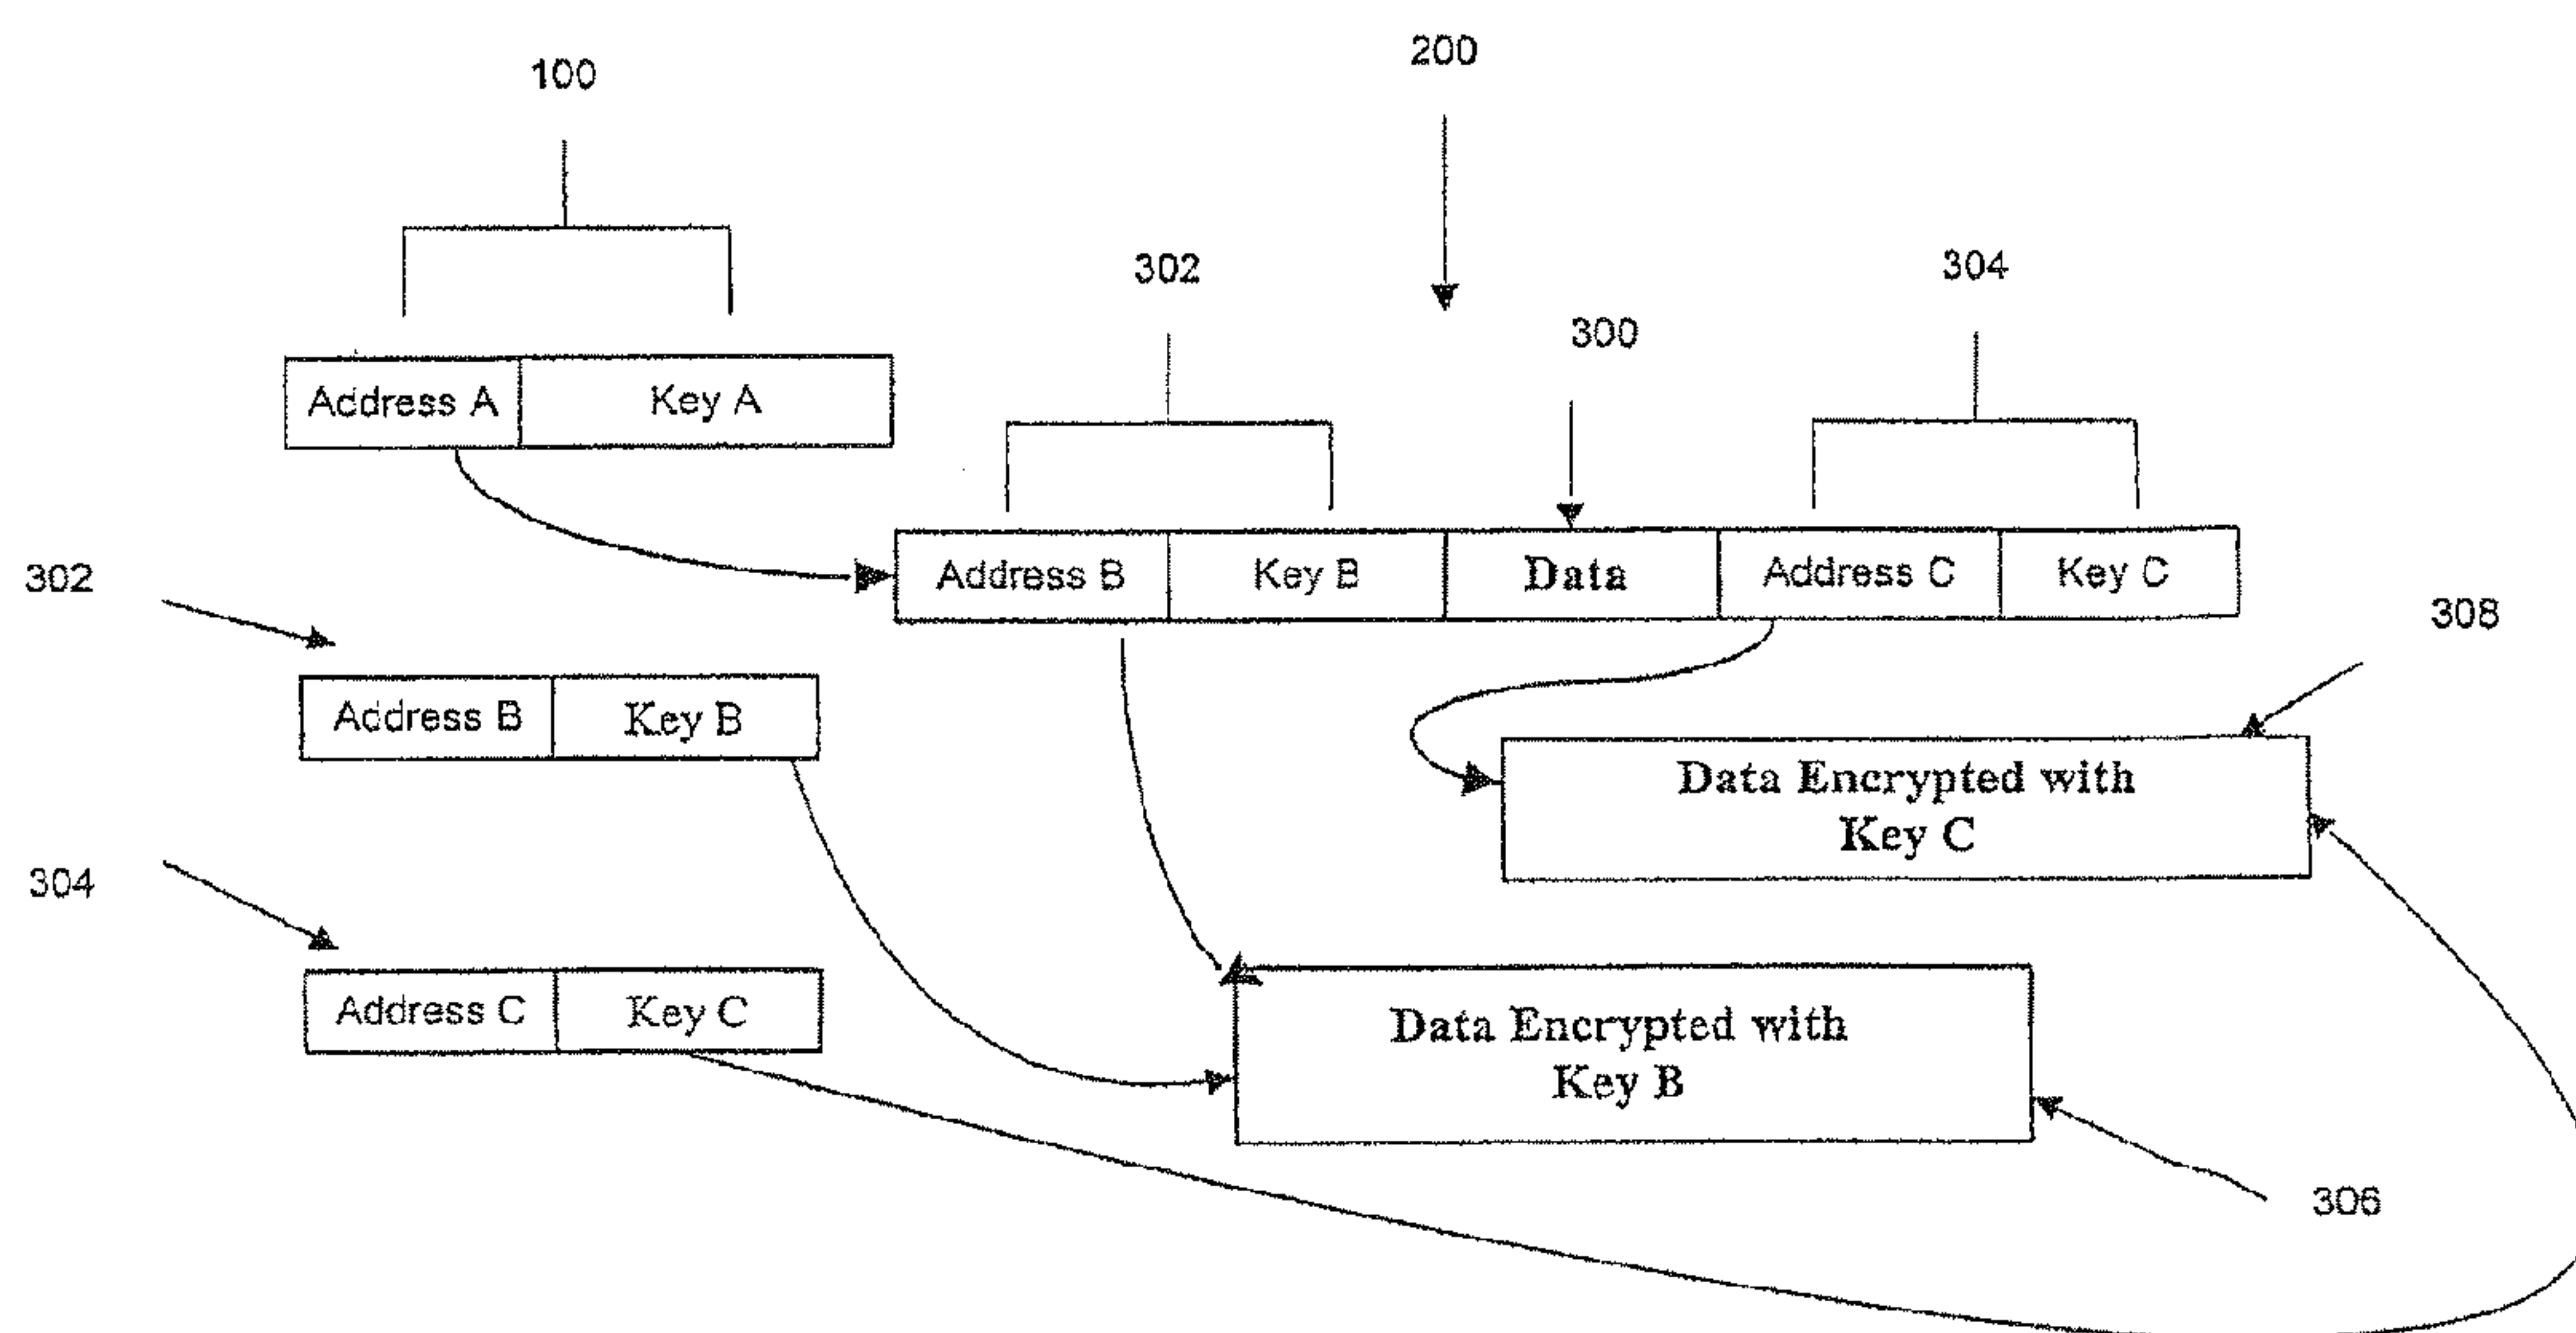 200
100
302
304
300
Address A
Key A
Address B
Key B
Data
Address C
Key C
302
308
Address B
Key B
Data Encrypted with
Key C
304
Address C
Key C
Data Encrypted with
Key B
306